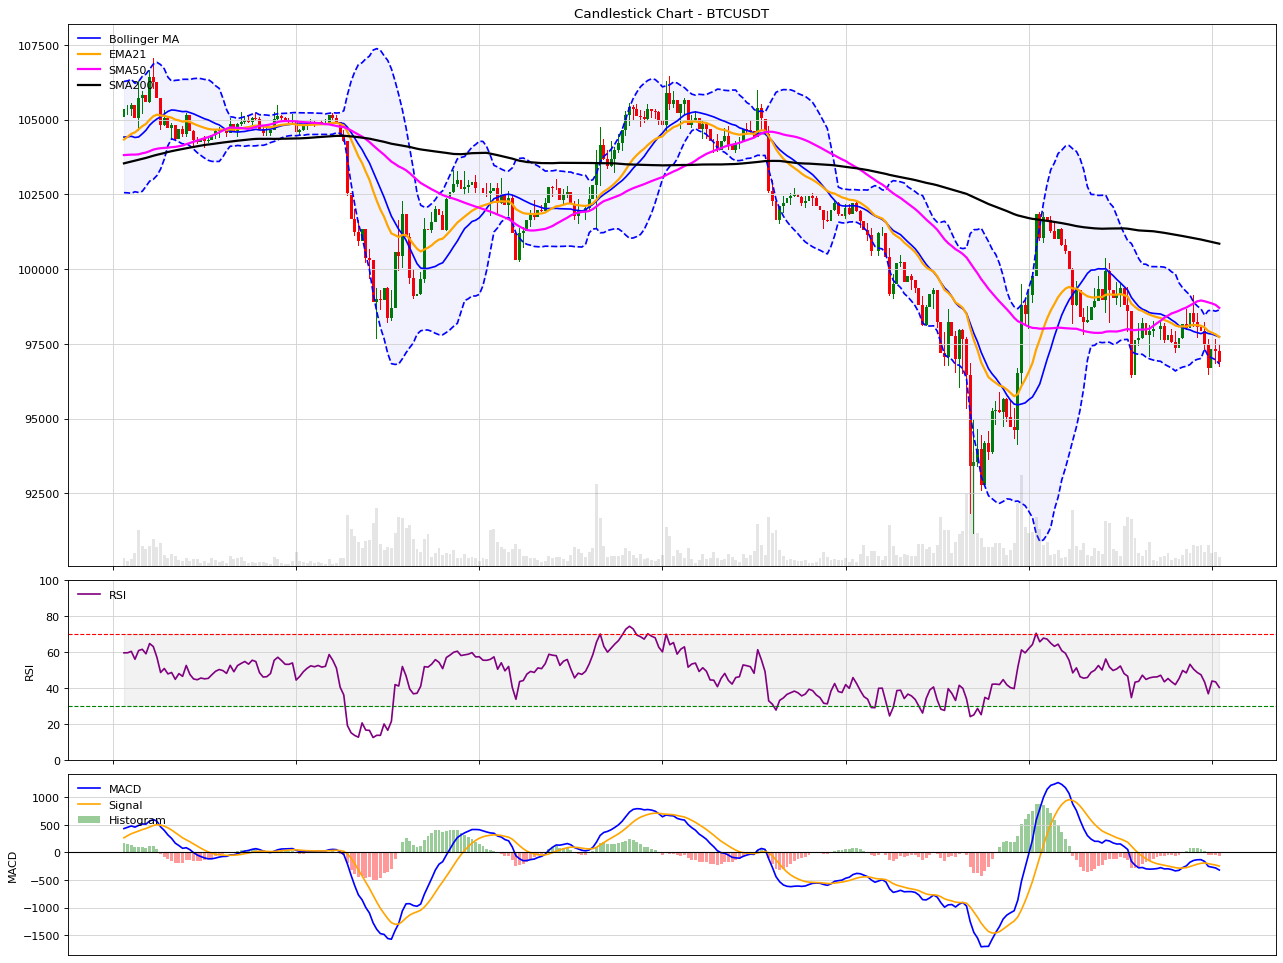 Candlestick Chart - BTCUSDT
Bollinger MA
EMA21
SMA50
SMA200
107500
105000
102500
100000
97500
95000
92500
RSI
100
80
60
40
20
0
RSI
MACD
Signal
Histogram
1000
500
0
−500
−1000
−1500
MACD